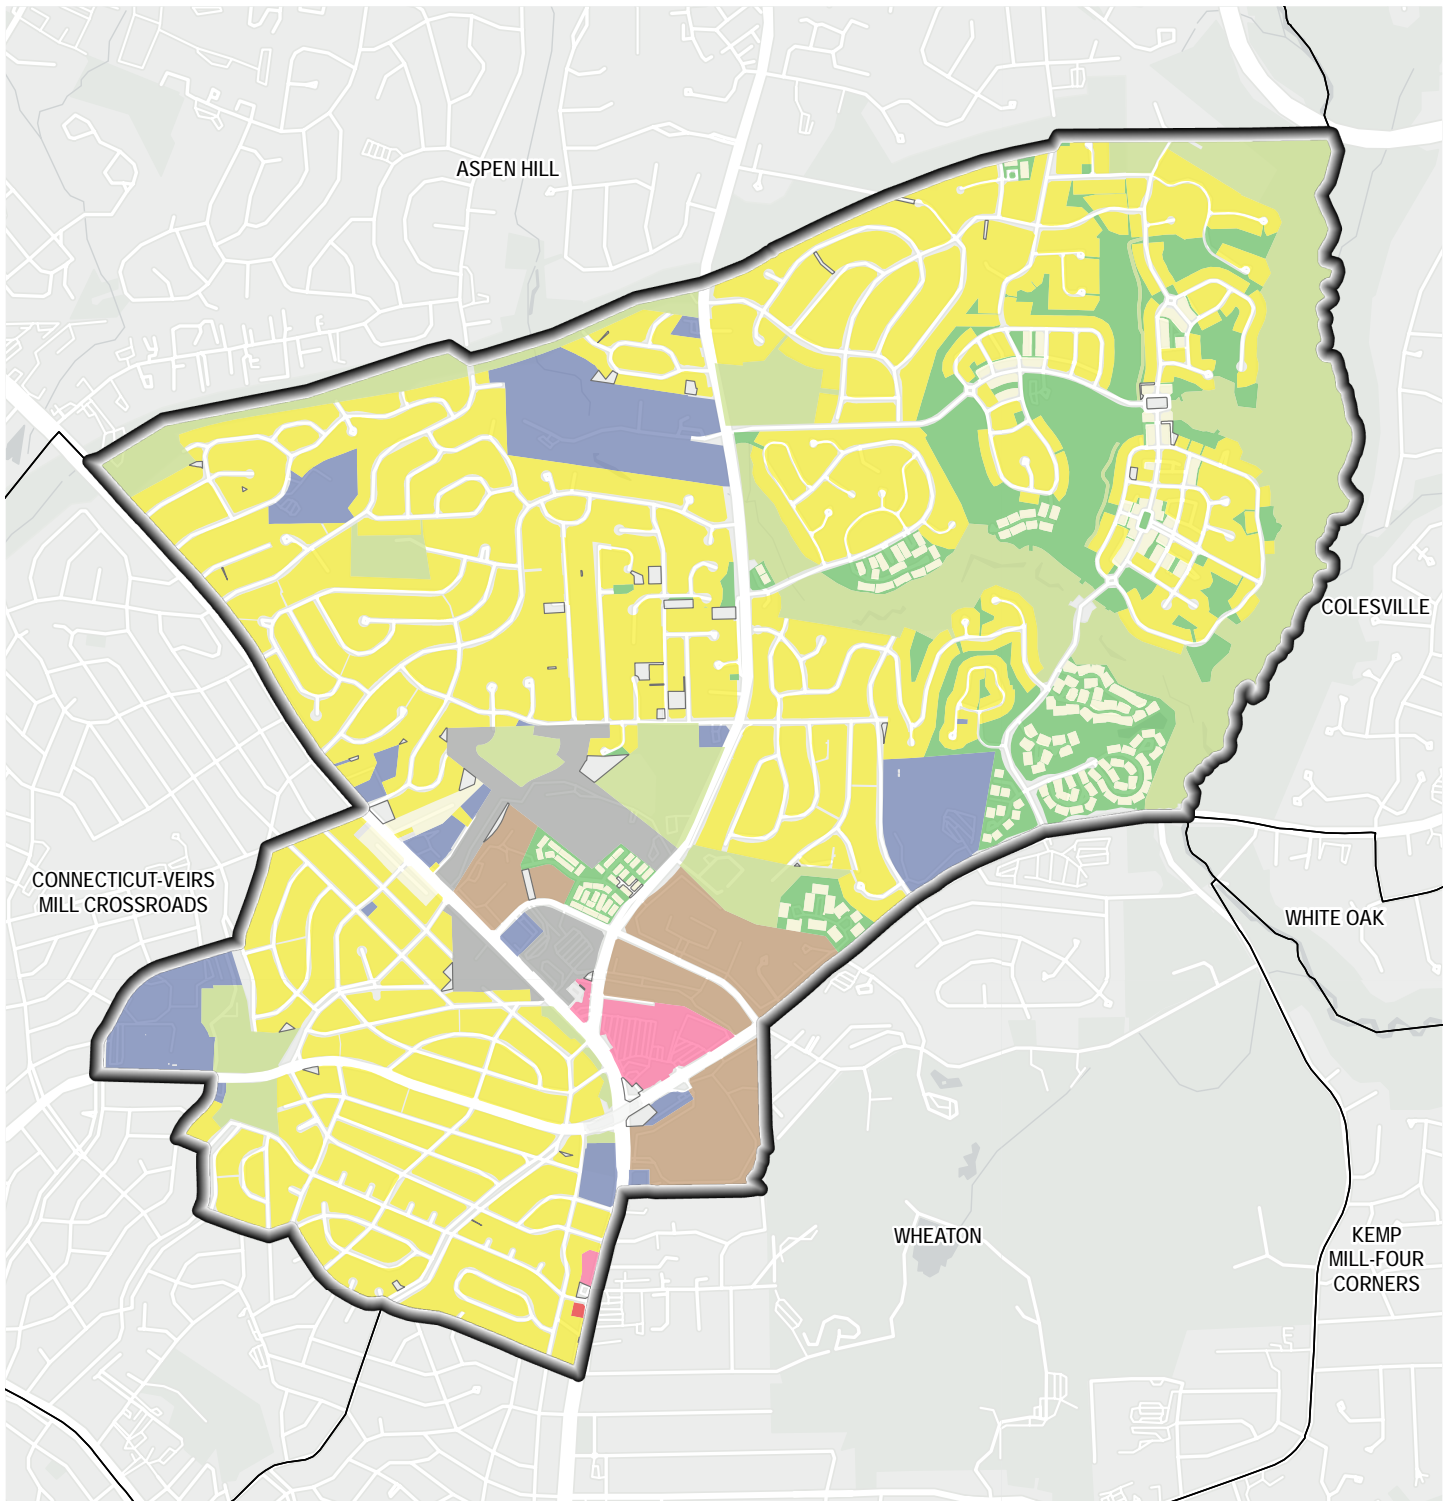 ASPEN HILL
COLESVILLE
CONNECTICUT-VEIRS
MILL CROSSROADS
WHITE OAK
WHEATON
KEMP
MILL-FOUR
CORNERS